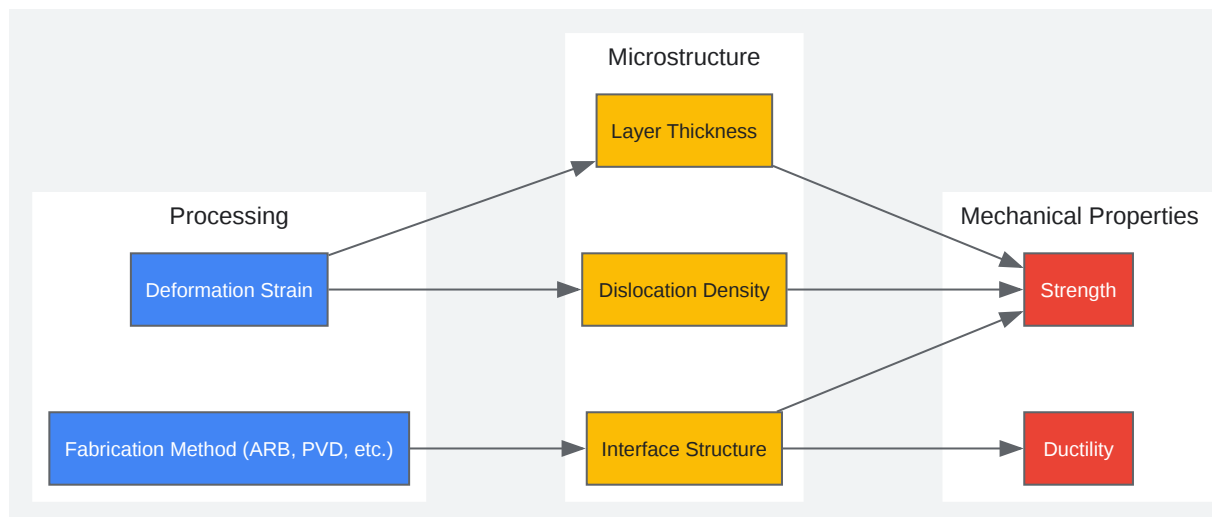 Processing
Deformation Strain
Fabrication Method (ARB, PVD, etc.)
Microstructure
Layer Thickness
Dislocation Density
Interface Structure
Mechanical Properties
Strength
Ductility